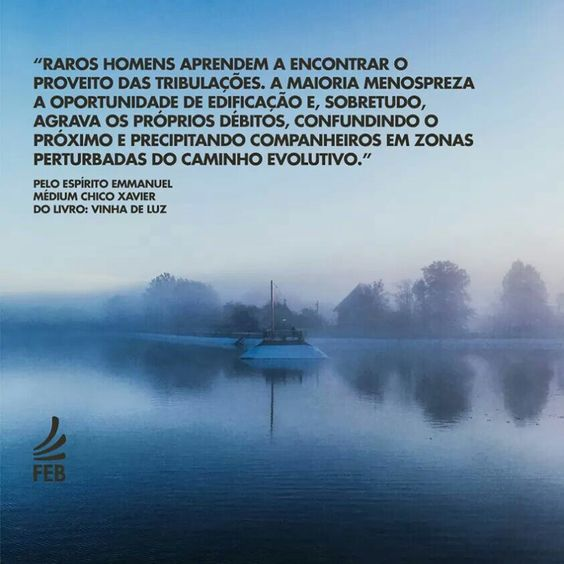 “RAROS HOMENS APRENDEM A ENCONTRAR O
PROVEITO DAS TRIBULAÇÕES. A MAIORIA MENOSPREZA
A OPORTUNIDADE DE EDIFICAÇÃO E, SOBRETUDO,
AGRAVA OS PRÓPRIOS DÉBITOS, CONFUNDINDO O
PRÓXIMO E PRECIPITANDO COMPANHEIROS EM ZONAS
PERTURBADAS DO CAMINHO EVOLUTIVO.”
PELO ESPÍRITO EMMANUEL
MÉDIUM CHICO XAVIER
DO LIVRO: VINHA DE LUZ
FEB